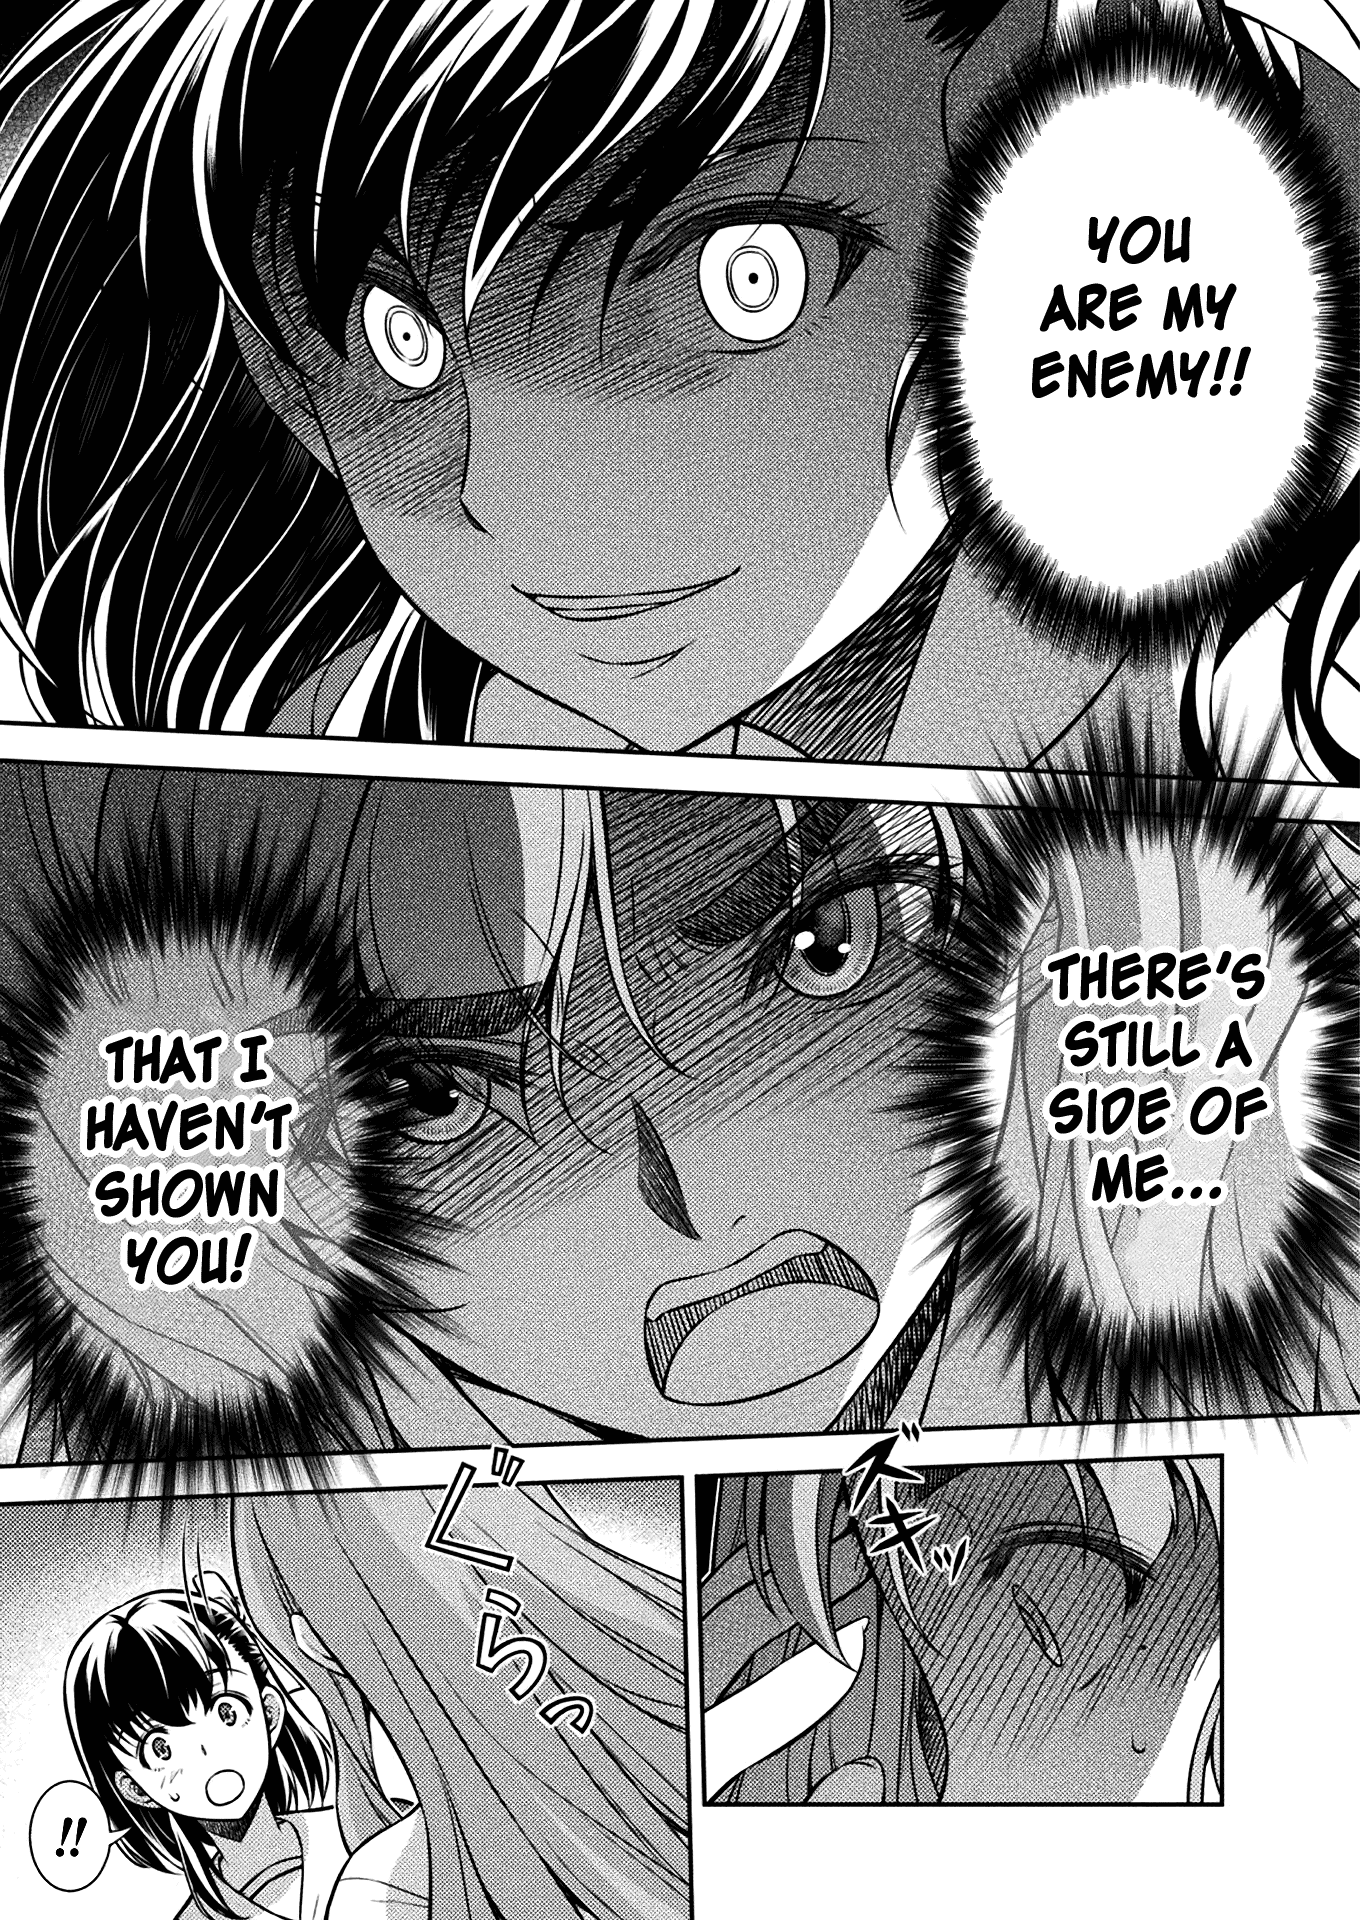 YOU
ARE MY
ENEMY!!
THERE'S
STILL A
SIDE OF
ME...
THAT I
HAVEN'T
SHOWN
YOU!
ズキッ
ぐらっ
!!